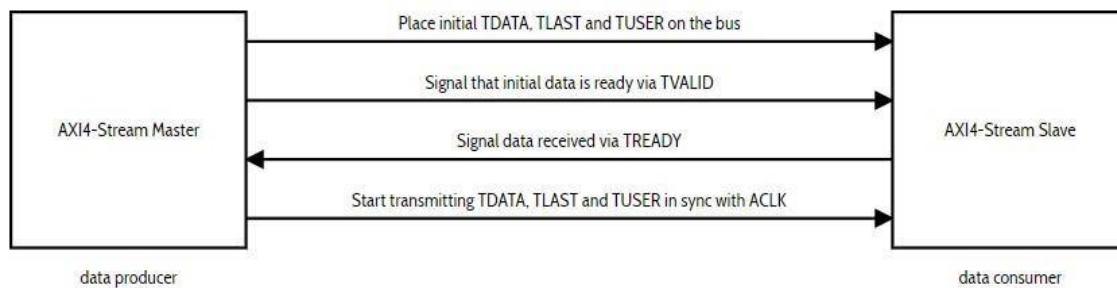 Place initial TDATA, TLAST and TUSER on the bus
Signal that initial data is ready via TVALID
AXI4-Stream Master
AXI4-Stream Slave
Signal data received via TREADY
Start transmitting TDATA, TLAST and TUSER in sync with ACLK
data producer
data consumer